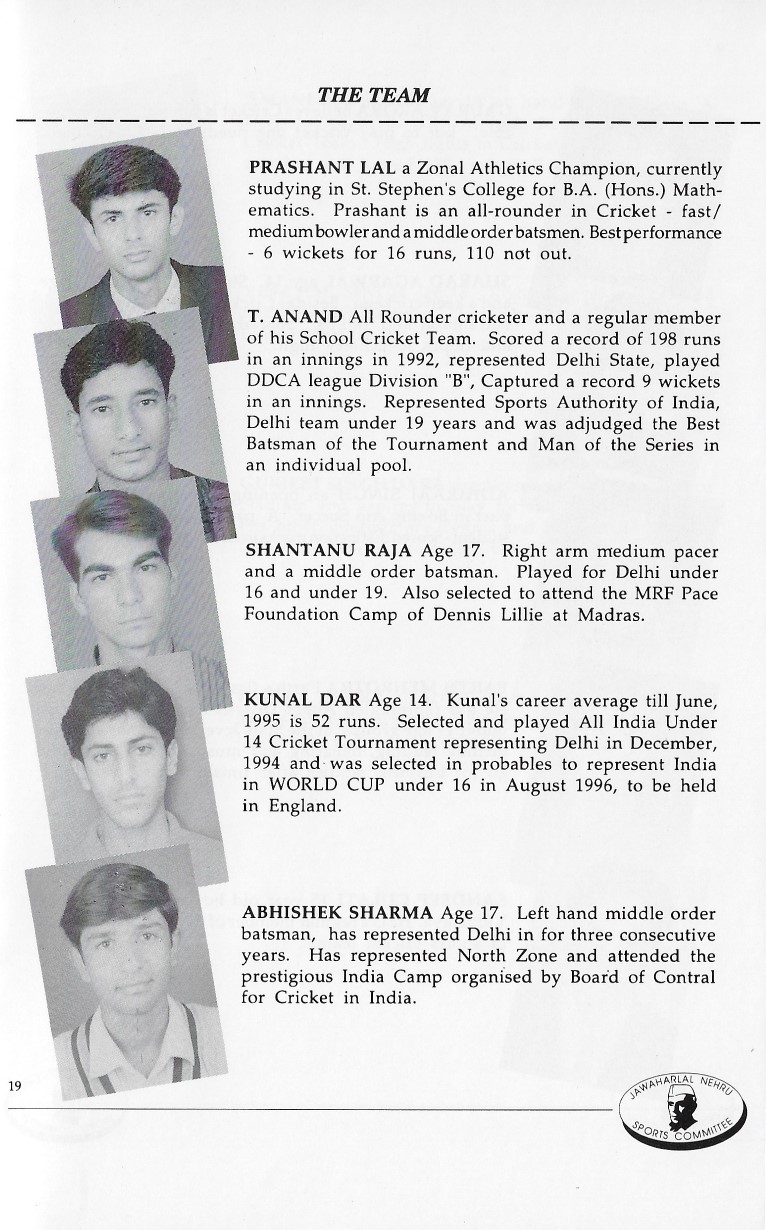 THE TEAM
PRASHANT LAL a Zonal Athletics Champion, currently
studying in St. Stephen's College for B.A. (Hons.) Math-
ematics. Prashant is an all-rounder in Cricket - fast/
medium bowler and a middle order batsmen. Best performance
- 6 wickets for 16 runs, 110 not out.
T. ANAND All Rounder cricketer and a regular member
of his School Cricket Team. Scored a record of 198 runs
in an innings in 1992, represented Delhi State, played
DDCA league Division "B", Captured a record 9 wickets
in an innings. Represented Sports Authority of India,
Delhi team under 19 years and was adjudged the Best
Batsman of the Tournament and Man of the Series in
an individual pool.
SHANTANU RAJA Age 17. Right arm medium pacer
and a middle order batsman. Played for Delhi under
16 and under 19. Also selected to attend the MRF Pace
Foundation Camp of Dennis Lillie at Madras.
KUNAL DAR Age 14. Kunal's career average till June,
1995 is 52 runs. Selected and played All India Under
14 Cricket Tournament representing Delhi in December,
1994 and was selected in probables to represent India
in WORLD CUP under 16 in August 1996, to be held
in England.
ABHISHEK SHARMA Age 17. Left hand middle order
batsman, has represented Delhi in for three consecutive
years. Has represented North Zone and attended the
prestigious India Camp organised by Board of Contral
for Cricket in India.
19
JAWAHARLAL NEHRU
SPORTS COMMITTEE